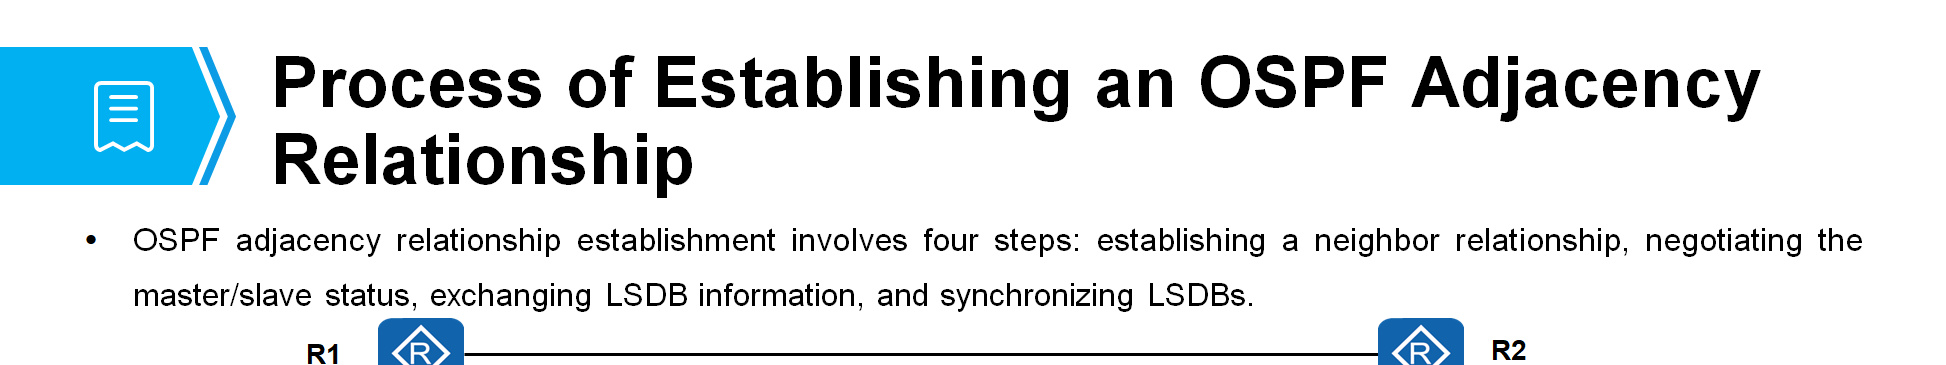 Process of Establishing an OSPF Adjacency
Relationship
• OSPF adjacency relationship establishment involves four steps: establishing a neighbor relationship, negotiating the
master/slave status, exchanging LSDB information, and synchronizing LSDBs.
R1 R R R2